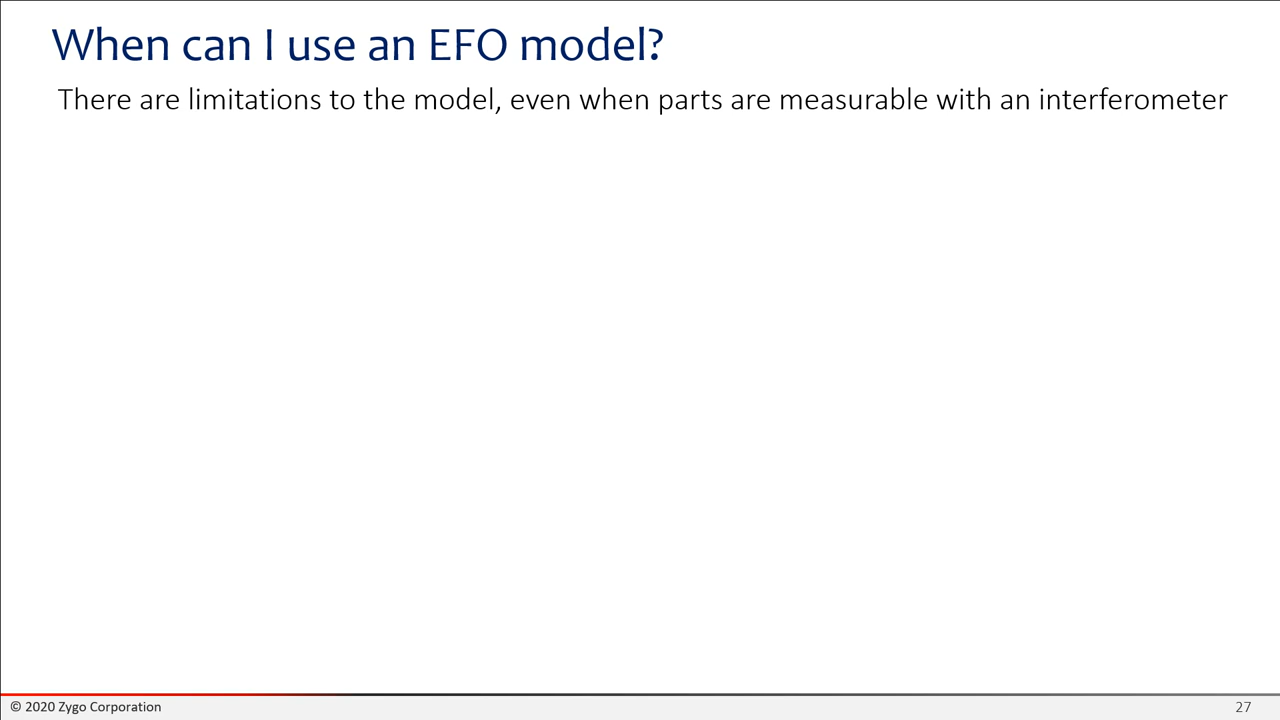 When can I use an EFO model?
There are limitations to the model, even when parts are measurable with an interferometer
© 2020 Zygo Corporation
27